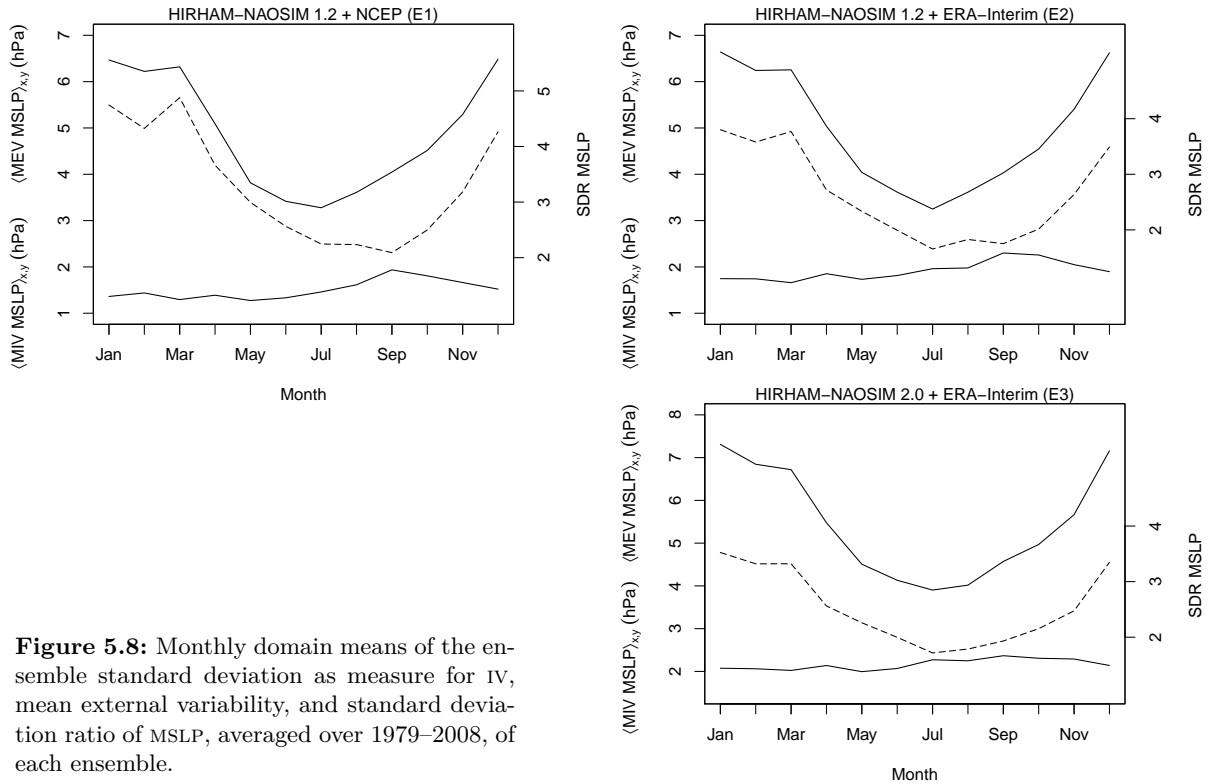 HIRHAM−NAOSIM 1.2 + NCEP (E1)
⟨MIV MSLP⟩x,y (hPa) ⟨MEV MSLP⟩x,y (hPa)
1 2 3 4 5 6 7
2 3 4 5
SDR MSLP
Jan Mar May Jul Sep Nov
Month
HIRHAM−NAOSIM 1.2 + ERA−Interim (E2)
⟨MIV MSLP⟩x,y (hPa) ⟨MEV MSLP⟩x,y (hPa)
1 2 3 4 5 6 7
2 3 4
SDR MSLP
Jan Mar May Jul Sep Nov
HIRHAM−NAOSIM 2.0 + ERA−Interim (E3)
⟨MIV MSLP⟩x,y (hPa) ⟨MEV MSLP⟩x,y (hPa)
2 3 4 5 6 7 8
2 3 4
SDR MSLP
Jan Mar May Jul Sep Nov
Month
Figure 5.8: Monthly domain means of the en-
semble standard deviation as measure for IV,
mean external variability, and standard devia-
tion ratio of MSLP, averaged over 1979–2008, of
each ensemble.